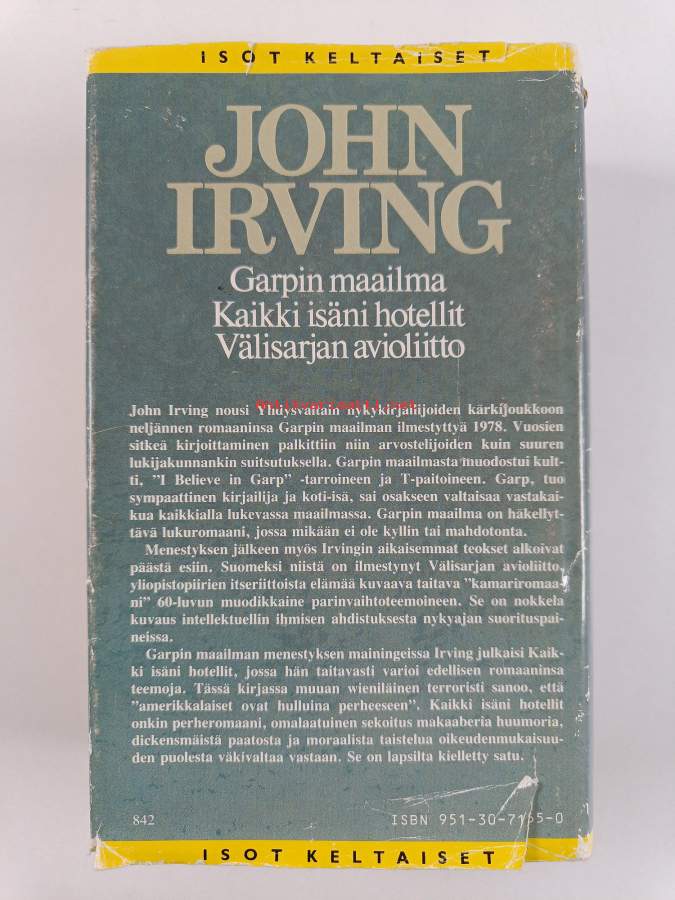 ISOT KELTAISET
JOHN
IRVING
Garpin maailma
Kaikki isäni hotellit
Välisarjan avioliitto
John Irving nousi Yhdysvaltain nykykirjailijoiden kärkijoukkoon
neljännen romaaninsa Garpin maailman ilmestyttyä 1978. Vuosien
sitkeä kirjoittaminen palkittiin niin arvostelijoiden kuin suuren
lukijakunnankin suitsutuksella. Garpin maailmasta muodostui kult-
ti, "I Believe in Garp" -tarroineen ja T-paitoineen. Garp, tuo
sympaattinen kirjailija ja koti-isä, sai osakseen valtaisaa vastakai-
kua kaikkialla lukevassa maailmassa. Garpin maailma on häkellyt-
tävä lukuromaani, jossa mikään ei ole kyllin tai mahdotonta.
Menestyksen jälkeen myös Irvingin aikaisemmat teokset alkoivat
päästä esiin. Suomeksi niistä on ilmestynyt Välisarjan avioliitto,
yliopistopiirien itseriittoista elämää kuvaava taitava "kamariromaa-
ni" 60-luvun muodikkaine parinvaihtoteemoineen. Se on nokkela
kuvaus intellektuellin ihmisen ahdistuksesta nykyajan suorituspai-
neissa.
Garpin maailman menestyksen mainingeissa Irving julkaisi Kaik-
ki isäni hotellit, jossa hän taitavasti varioi edellisen romaaninsa
teemoja. Tässä kirjassa muuan wieniläinen terroristi sanoo, että
"amerikkalaiset ovat hulluina perheeseen". Kaikki isäni hotellit
onkin perheromaani, omalaatuinen sekoitus makaaberia huumoria,
dickensmäistä paatosta ja moraalista taistelua oikeudenmukaisuu-
den puolesta väkivaltaa vastaan. Se on lapsilta kielletty satu.
842
ISBN 951-30-7165-0
ISOT KELTAISET